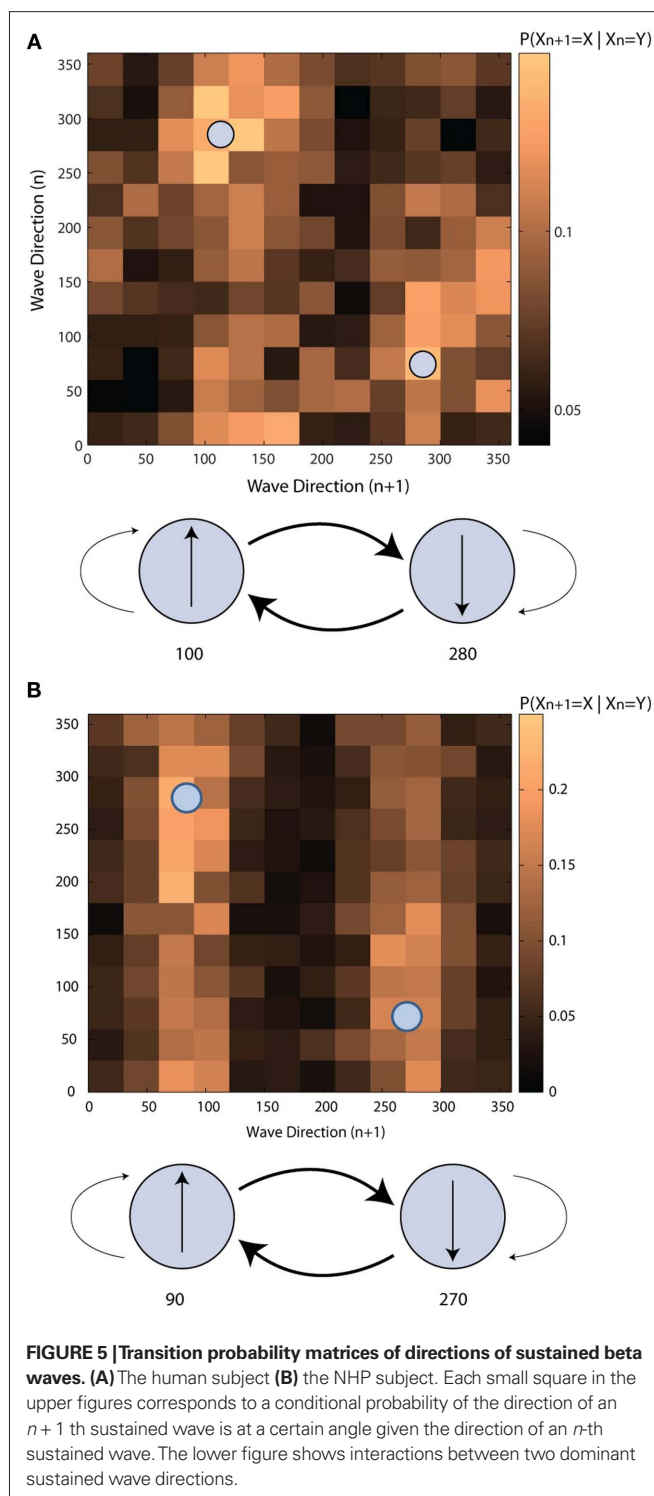 A
P(Xn+1=X | Xn=Y)
350
300
250
200
150
100
50
0
Wave Direction (n)
0.1
0.05
0 50 100 150 200 250 300 350
Wave Direction (n+1)
100 280
B
P(Xn+1=X | Xn=Y)
350
300
250
200
150
100
50
0
Wave Direction (n)
0.2
0.15
0.1
0.05
0
0 50 100 150 200 250 300 350
Wave Direction (n+1)
90 270
FIGURE 5 | Transition probability matrices of directions of sustained beta
waves. (A) The human subject (B) the NHP subject. Each small square in the
upper figures corresponds to a conditional probability of the direction of an
n + 1 th sustained wave is at a certain angle given the direction of an n-th
sustained wave. The lower figure shows interactions between two dominant
sustained wave directions.